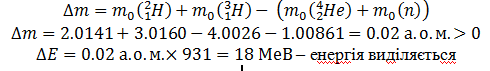 Δm = m₀(²₁H) + m₀(³₁H) − (m₀(⁴₂He) + m₀(n))
Δm = 2.0141 + 3.0160 − 4.0026 − 1.00861 = 0.02 а. о. м. > 0
ΔE = 0.02 а. о. м.× 931 = 18 МеВ – енергія виділяється